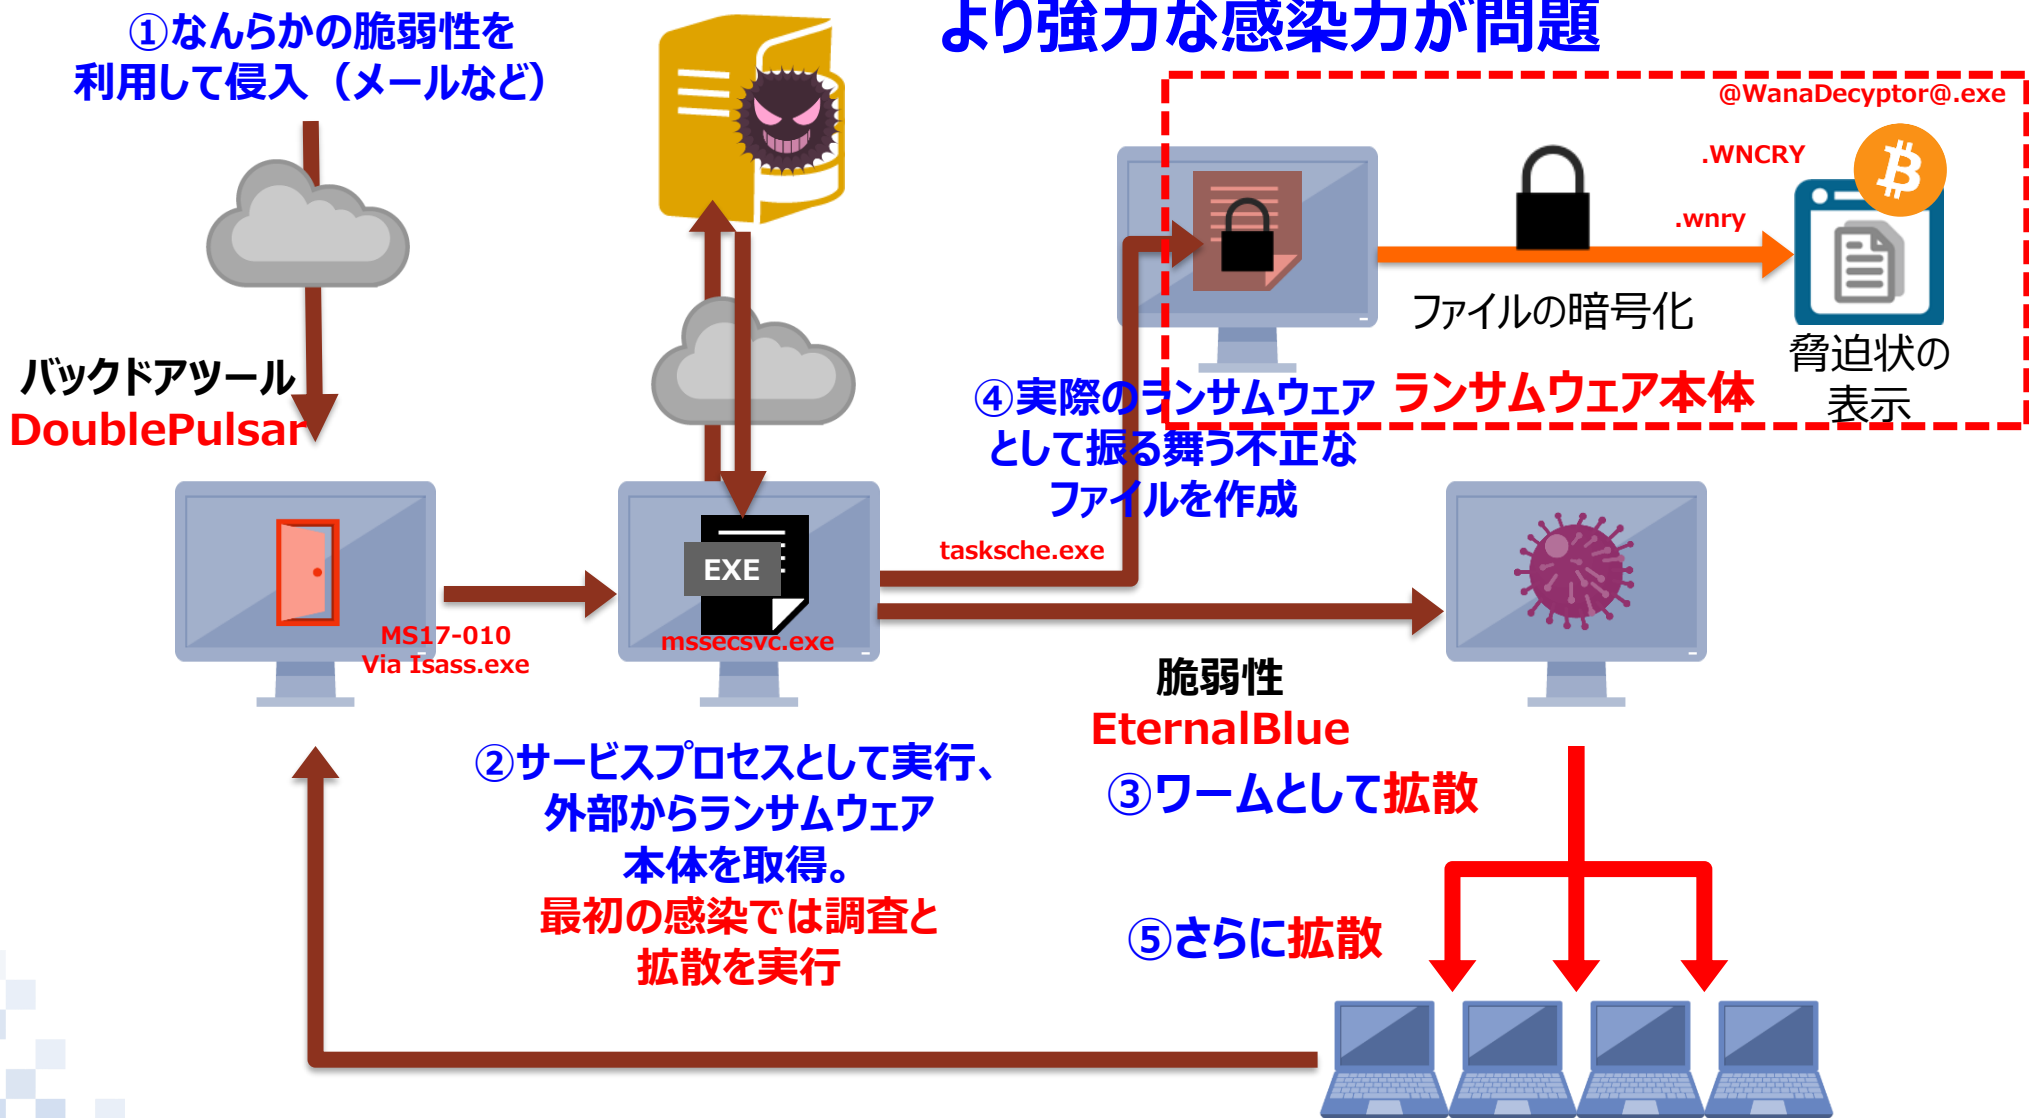 より強力な感染力が問題
①なんらかの脆弱性を
利用して侵入（メールなど）
@WanaDecyptor@.exe
.WNCRY
.wnry
ファイルの暗号化
脅迫状の
表示
ランサムウェア本体
バックドアツール
DoublePulsar
④実際のランサムウェア
として振る舞う不正な
ファイルを作成
tasksche.exe
EXE
mssecsvc.exe
MS17-010
Via Isass.exe
脆弱性
EternalBlue
②サービスプロセスとして実行、
外部からランサムウェア
本体を取得。
最初の感染では調査と
拡散を実行
③ワームとして拡散
⑤さらに拡散